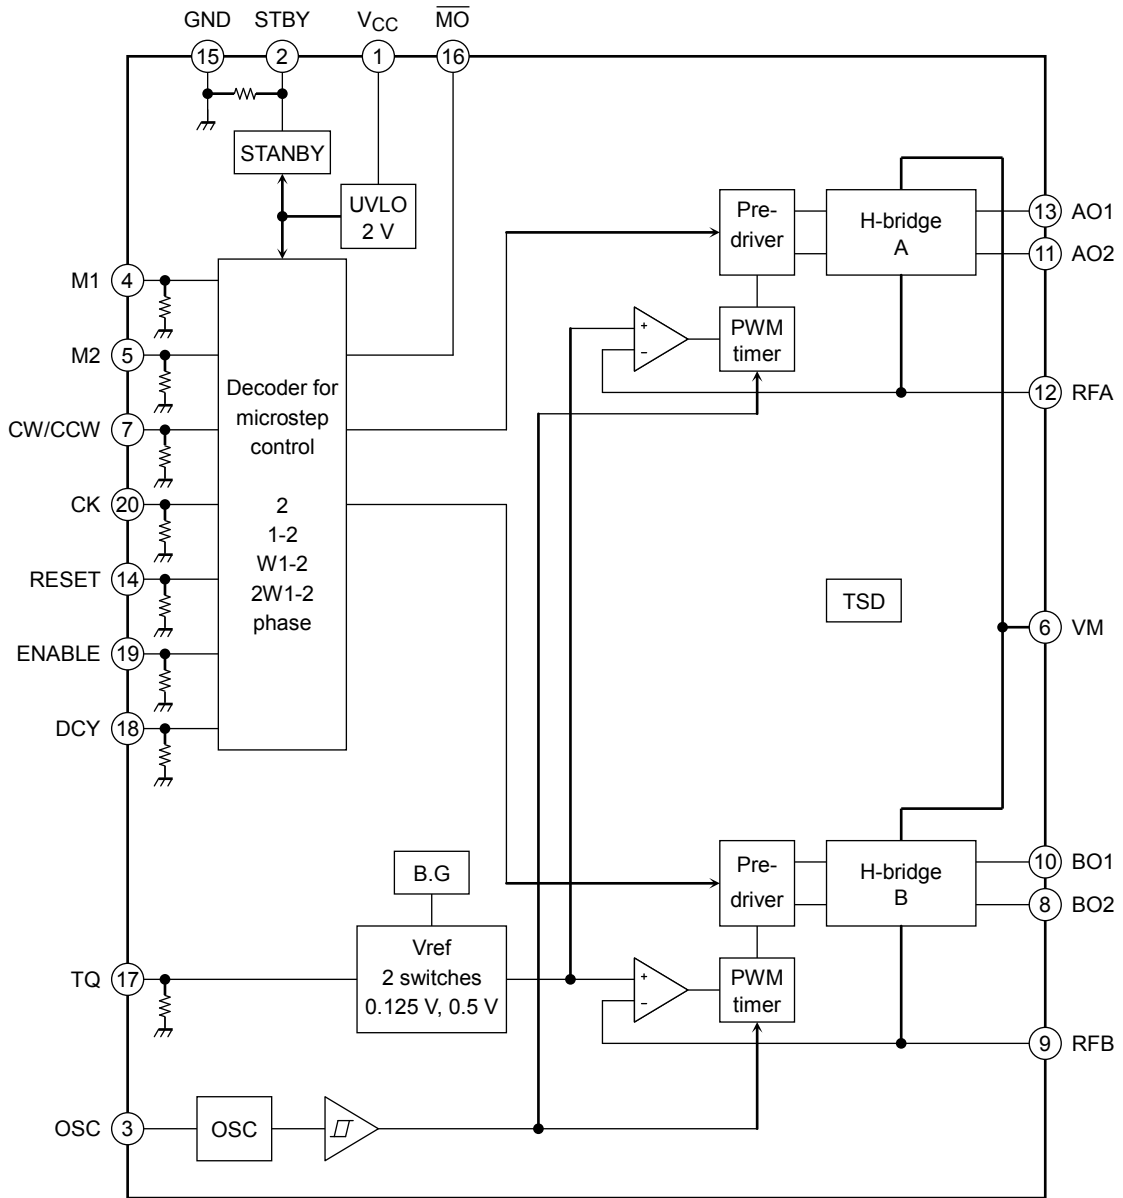 GND STBY VCC MO
15 2 1 16
STANBY
UVLO
2 V
Pre-
driver
H-bridge
A
13 AO1
11 AO2
M1 4
PWM
timer
+
−
M2 5
12 RFA
Decoder for
microstep
control
2
1-2
W1-2
2W1-2
phase
CW/CCW 7
CK 20
RESET 14
TSD
6 VM
ENABLE 19
DCY 18
B.G
Pre-
driver
H-bridge
B
10 BO1
8 BO2
Vref
2 switches
0.125 V, 0.5 V
TQ 17
+
−
PWM
timer
9 RFB
OSC 3
OSC